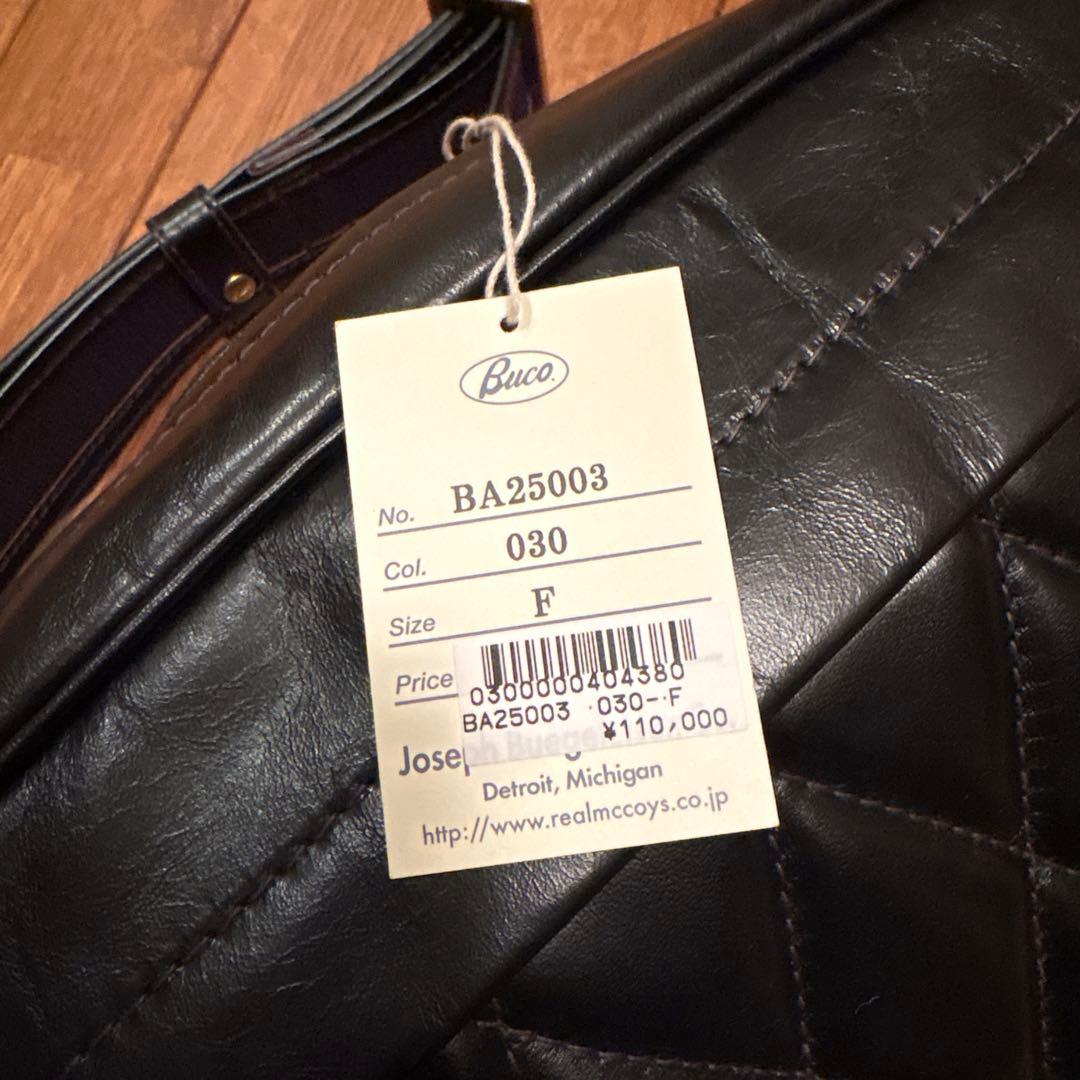 Buco.
No. BA25003
Col. 030
Size F
Price
0300000404380
BA25003 030--F
¥110,000
Joseph Buege
Detroit, Michigan
http://www.realmccoys.co.jp